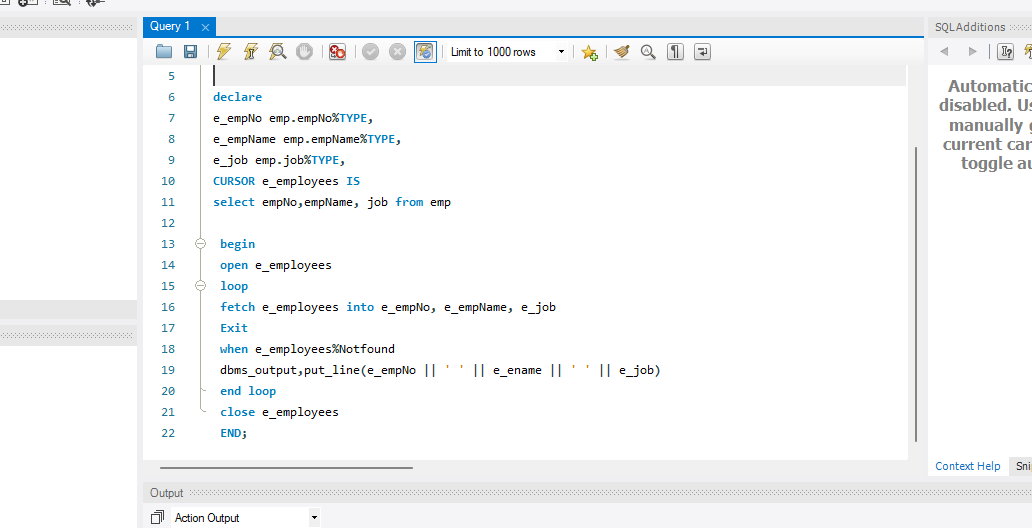 Query 1
SQLAdditions
Limit to 1000 rows
5
6 declare
7 e_empNo emp.empNo%TYPE,
8 e_empName emp.empName%TYPE,
9 e_job emp.job%TYPE,
10 CURSOR e_employees IS
11 select empNo,empName, job from emp
12
13 begin
14 open e_employees
15 loop
16 fetch e_employees into e_empNo, e_empName, e_job
17 Exit
18 when e_employees%Notfound
19 dbms_output,put_line(e_empNo || ' ' || e_ename || ' ' || e_job)
20 end loop
21 close e_employees
22 END;
Automatic
disabled. Us
manually g
current car
toggle au
Context Help Sni
Output
Action Output